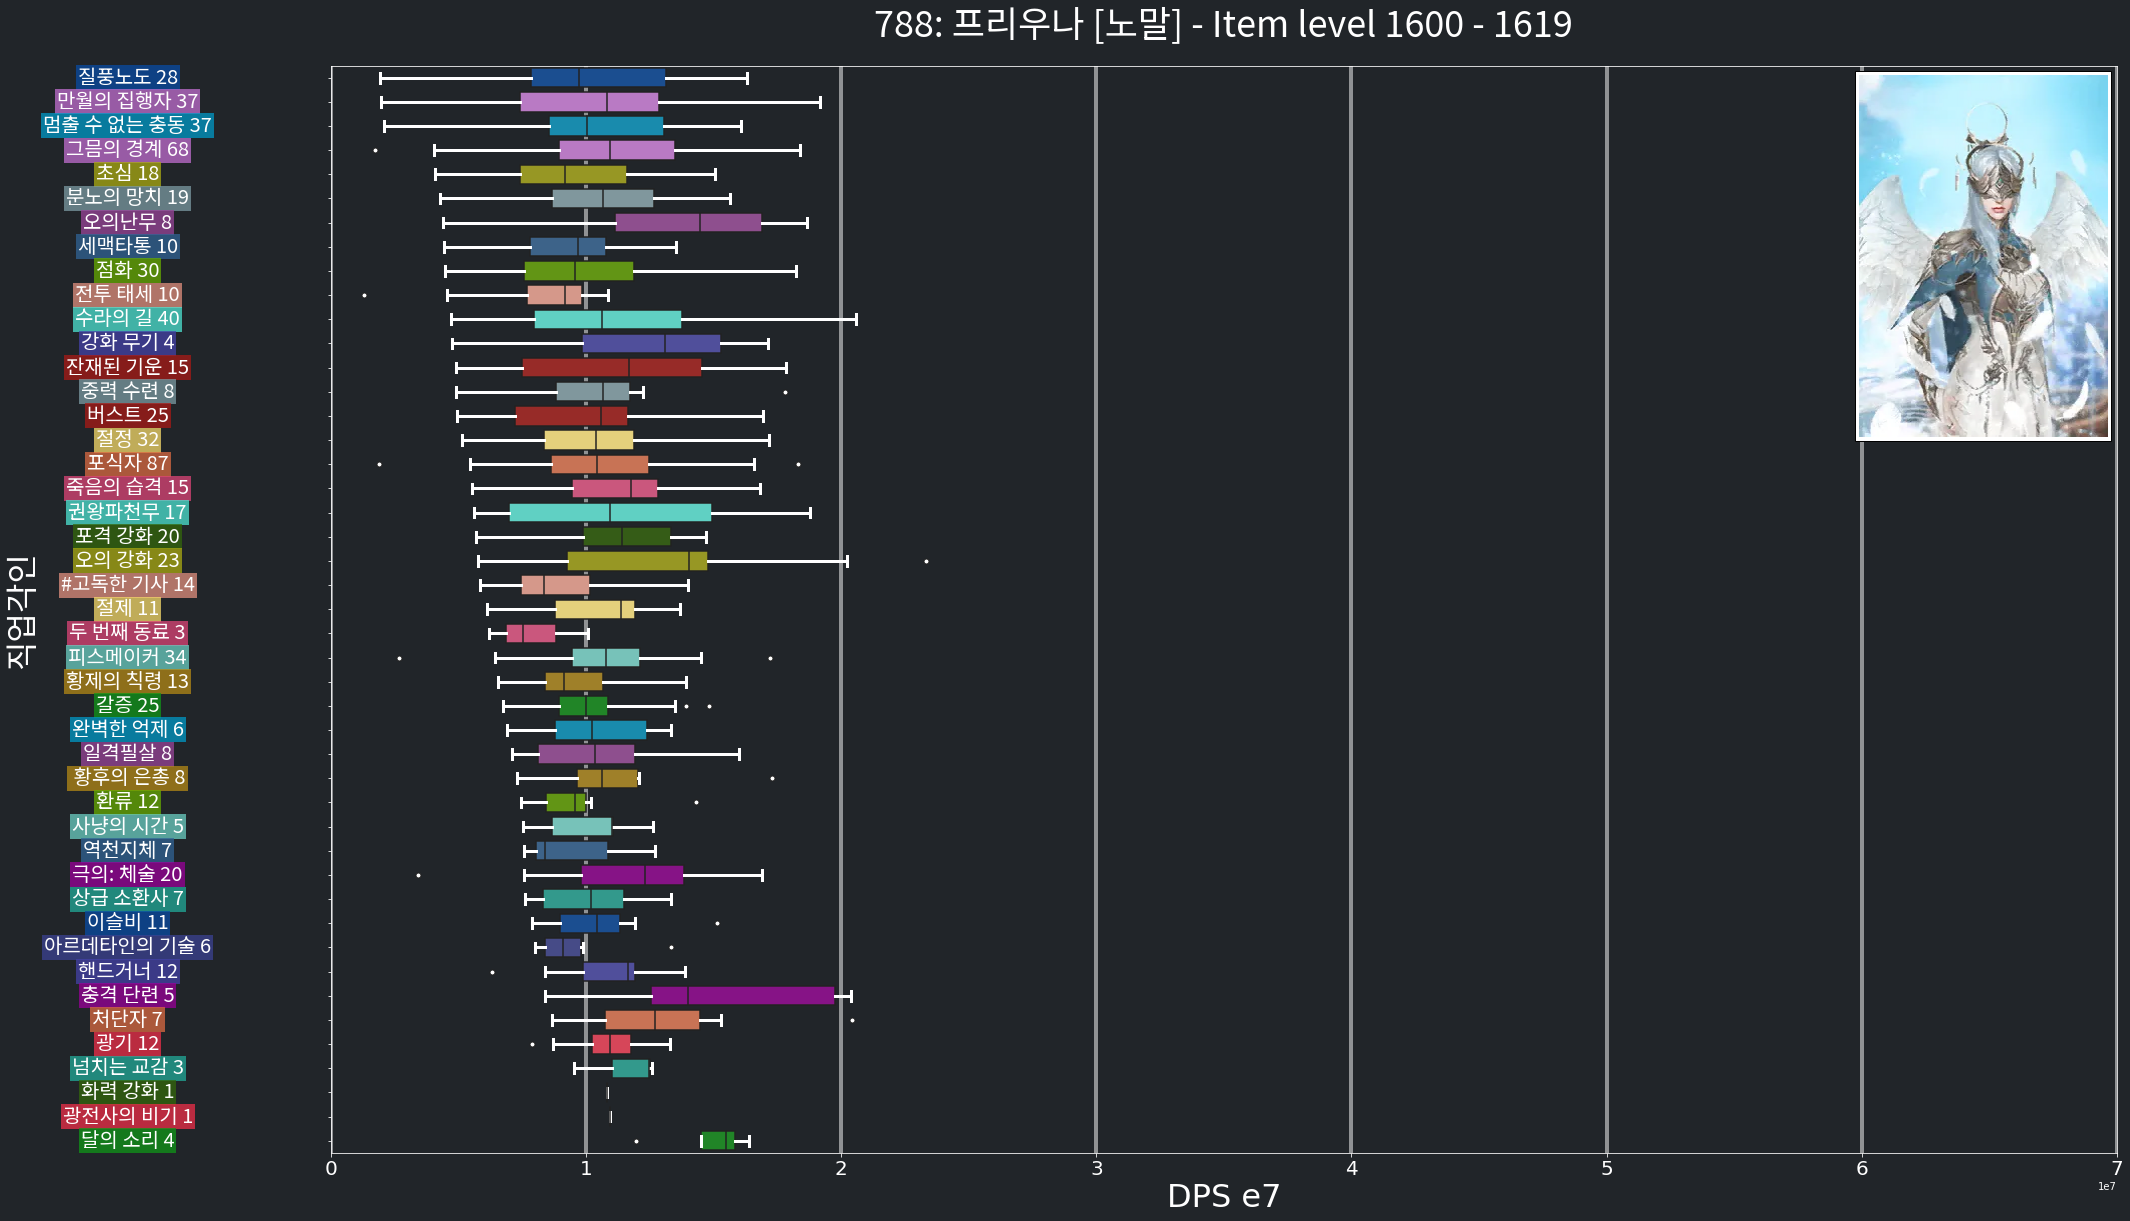 788: 프리우나 [노말] - Item level 1600 - 1619
질풍노도 28
만월의 집행자 37
멈출 수 없는 충동 37
그믐의 경계 68
초심 18
분노의 망치 19
오의난무 8
세맥타통 10
점화 30
전투 태세 10
수라의 길 40
강화 무기 4
잔재된 기운 15
중력 수련 8
버스트 25
절정 32
포식자 87
죽음의 습격 15
권왕파천무 17
포격 강화 20
오의 강화 23
#고독한 기사 14
절제 11
두 번째 동료 3
피스메이커 34
황제의 칙령 13
갈증 25
완벽한 억제 6
일격필살 8
황후의 은총 8
환류 12
사냥의 시간 5
역천지체 7
극의: 체술 20
상급 소환사 7
이슬비 11
아르데타인의 기술 6
핸드거너 12
충격 단련 5
처단자 7
광기 12
넘치는 교감 3
화력 강화 1
광전사의 비기 1
달의 소리 4
직업각인
0 1 2 3 4 5 6 7
1e7
DPS e7